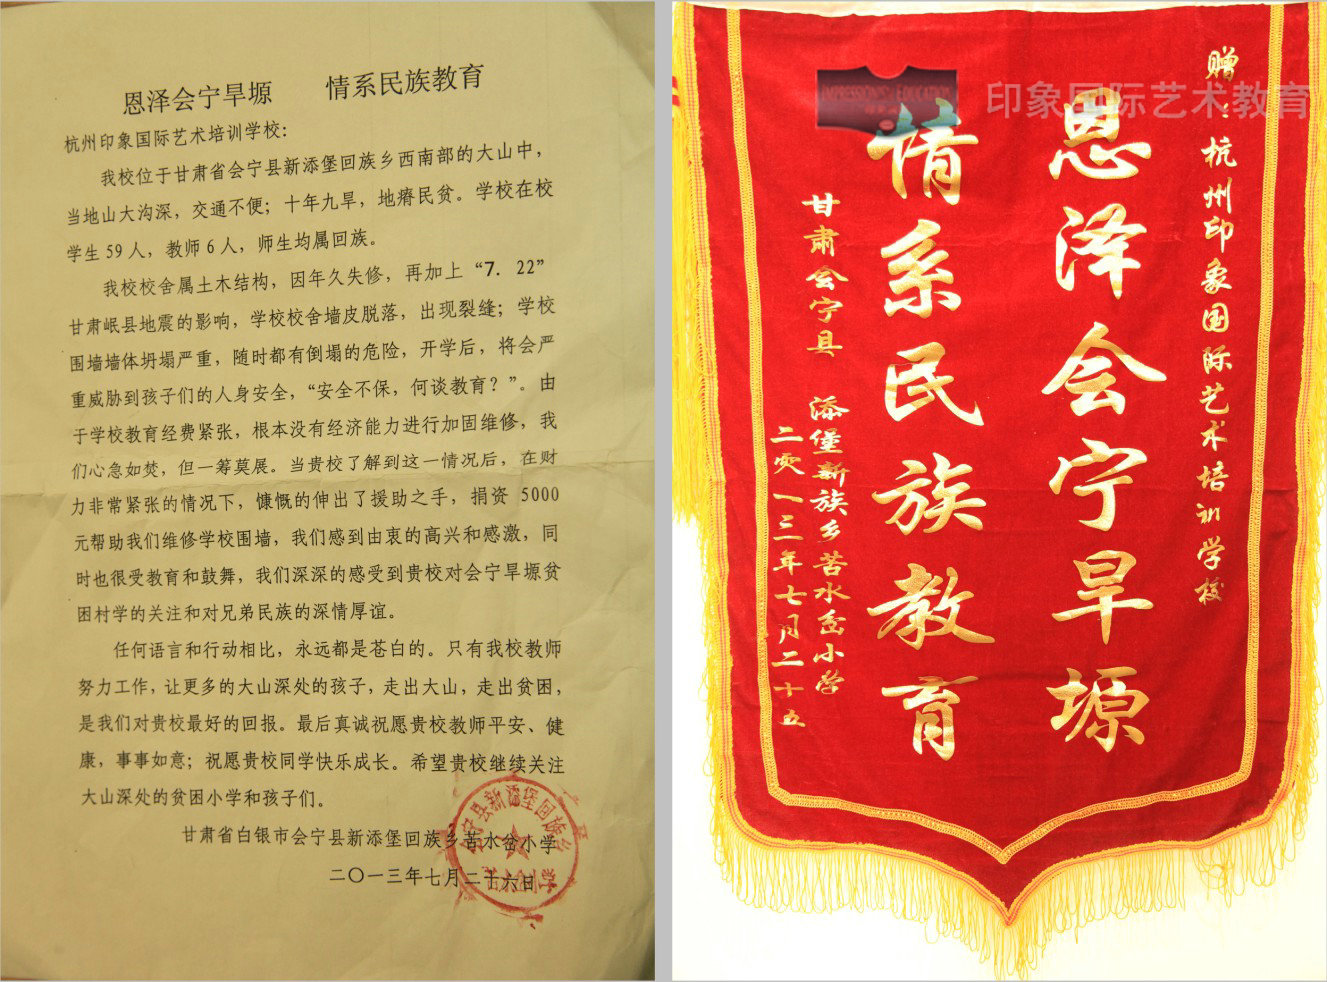 恩泽会宁旱塬 情系民族教育
杭州印象国际艺术培训学校：
我校位于甘肃省会宁县新添堡回族乡西南部的大山中，
当地山大沟深，交通不便；十年九旱，地瘠民贫。学校在校
学生 59 人，教师 6 人，师生均属回族。
我校校舍属土木结构，因年久失修，再加上“7．22”
甘肃岷县地震的影响，学校校舍墙皮脱落，出现裂缝；学校
围墙墙体坍塌严重，随时都有倒塌的危险，开学后，将会严
重威胁到孩子们的人身安全，“安全不保，何谈教育？”。由
于学校教育经费紧张，根本没有经济能力进行加固维修，我
们心急如焚，但一筹莫展。当贵校了解到这一情况后，在财
力非常紧张的情况下，慷慨的伸出了援助之手，捐资 5000
元帮助我们维修学校围墙，我们感到由衷的高兴和感激，同
时也很受教育和鼓舞，我们深深的感受到贵校对会宁旱塬贫
困村学的关注和对兄弟民族的深情厚谊。
任何语言和行动相比，永远都是苍白的。只有我校教师
努力工作，让更多的大山深处的孩子，走出大山，走出贫困，
是我们对贵校最好的回报。最后真诚祝愿贵校教师平安、健
康，事事如意；祝愿贵校同学快乐成长。希望贵校继续关注
大山深处的贫困小学和孩子们。
甘肃省白银市会宁县新添堡回族乡苦水岔小学
二〇一三年七月二十六日
会宁县新添堡回族乡
印象国际艺术教育
赠：杭州印象国际艺术培训学校
恩泽会宁旱塬
情系民族教育
甘肃会宁县 添堡新族乡苦水岔小学
二零一三年七月二十五